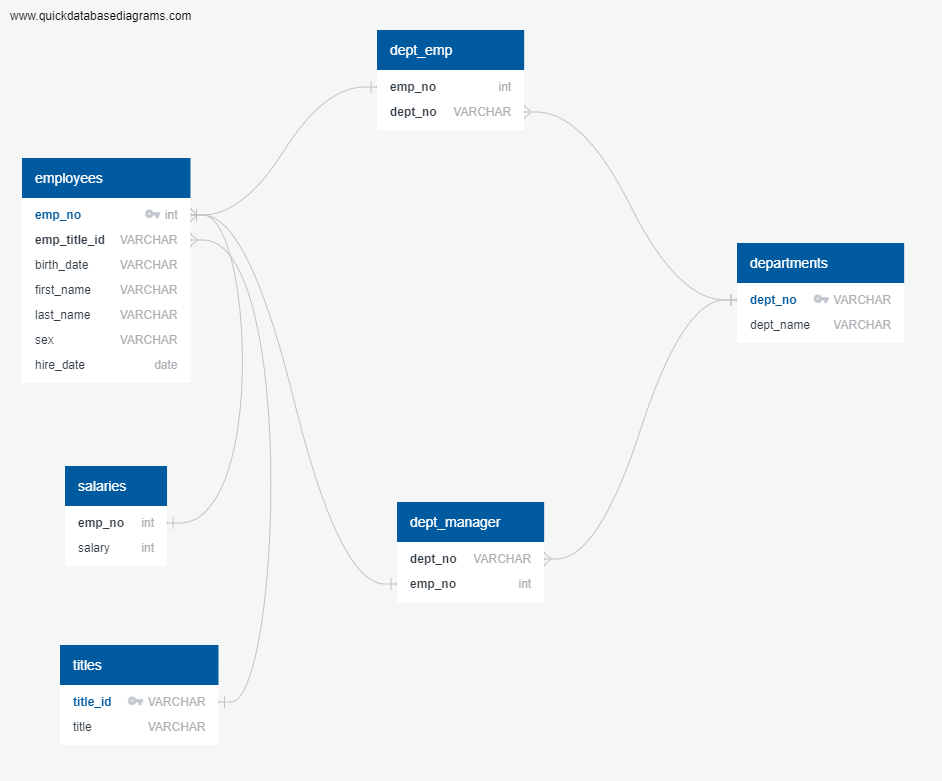 www.quickdatabasediagrams.com
dept_emp
emp_no int
dept_no VARCHAR
employees
emp_no int
emp_title_id VARCHAR
birth_date VARCHAR
first_name VARCHAR
last_name VARCHAR
sex VARCHAR
hire_date date
departments
dept_no VARCHAR
dept_name VARCHAR
salaries
emp_no int
salary int
dept_manager
dept_no VARCHAR
emp_no int
titles
title_id VARCHAR
title VARCHAR